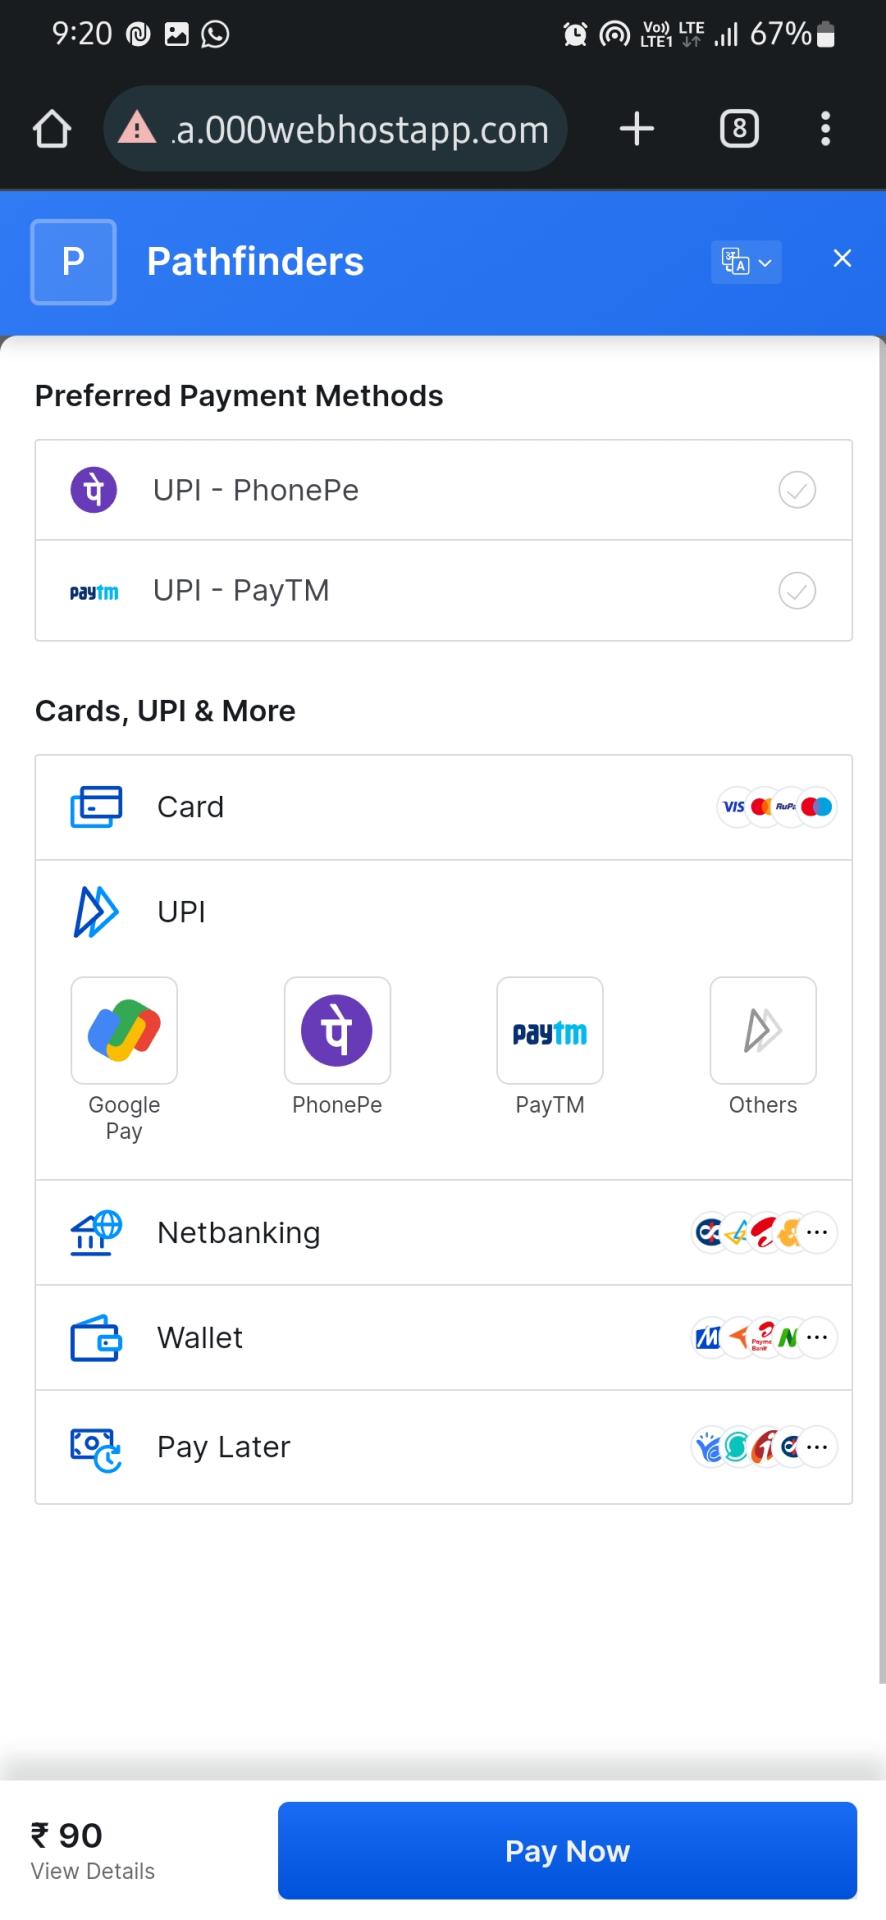 9:20
Vo)) LTE1 LTE 67%
.a.000webhostapp.com
8
P Pathfinders
Preferred Payment Methods
पे UPI - PhonePe
paytm UPI - PayTM
Cards, UPI & More
Card VIS RuPa
UPI
पे paytm
Google Pay PhonePe PayTM Others
Netbanking
Wallet
Pay Later
₹ 90
View Details
Pay Now